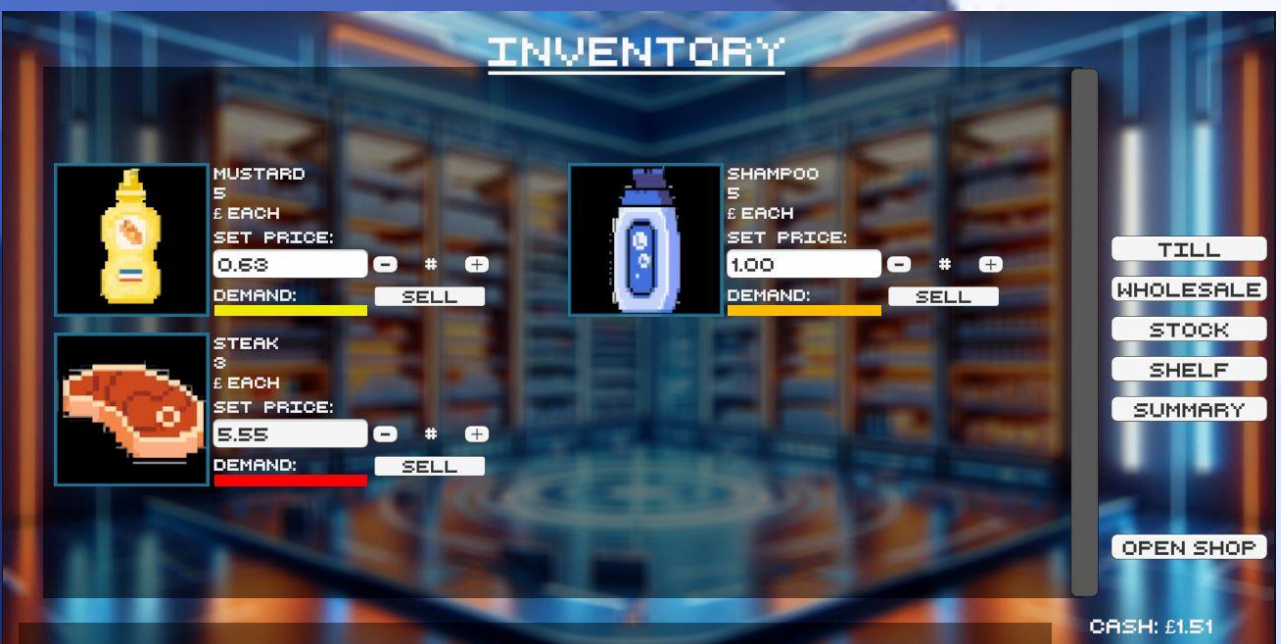 INVENTORY
MUSTARD
5
£ EACH
SET PRICE:
0.63 - # +
DEMAND: SELL
SHAMPOO
5
£ EACH
SET PRICE:
1.00 - # +
DEMAND: SELL
STEAK
3
£ EACH
SET PRICE:
5.55 - # +
DEMAND: SELL
TILL
WHOLESALE
STOCK
SHELF
SUMMARY
OPEN SHOP
CASH: £1.51